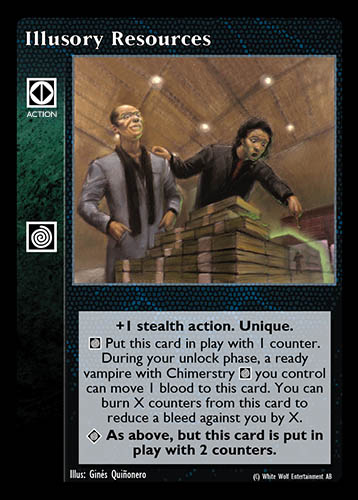 Illusory Resources
ACTION
+1 stealth action. Unique.
Put this card in play with 1 counter.
During your unlock phase, a ready
vampire with Chimerstry you control
can move 1 blood to this card. You can
burn X counters from this card to
reduce a bleed against you by X.
As above, but this card is put in
play with 2 counters.
Illus: Ginés Quiñonero
(C) White Wolf Entertainment AB